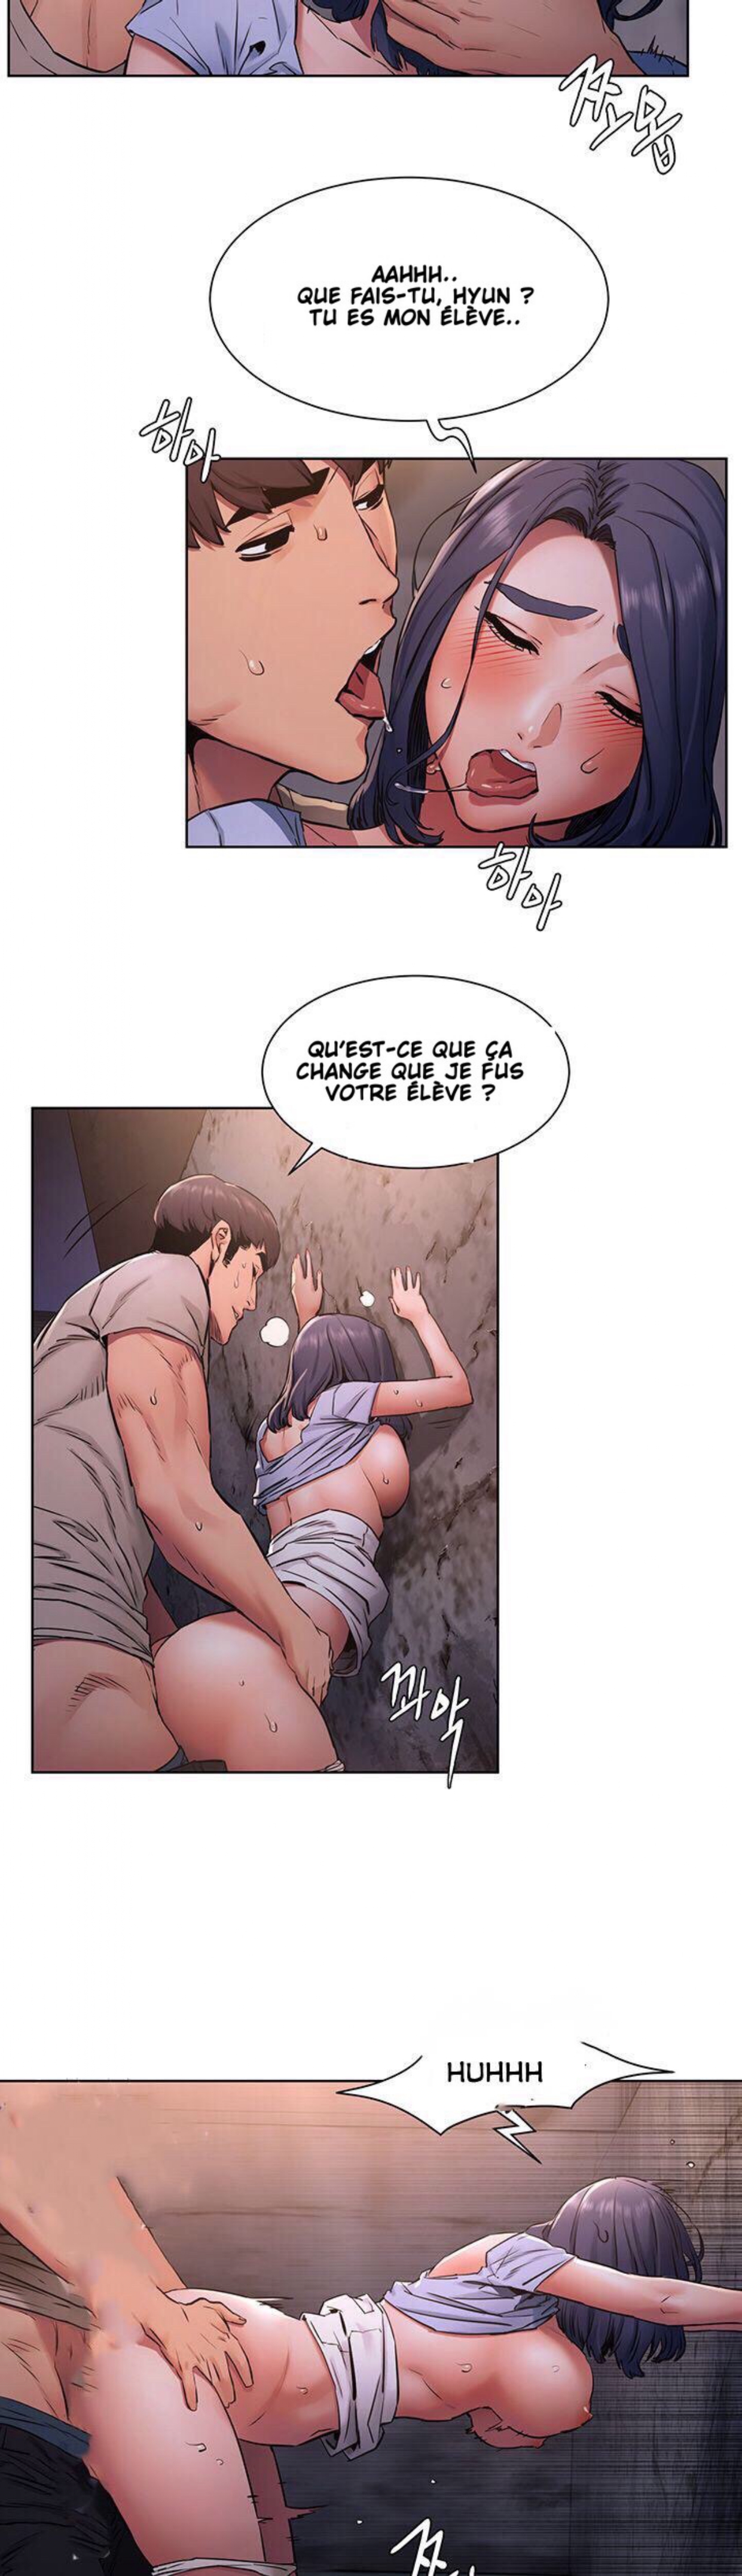 쪼옵
AAHHH..
QUE FAIS-TU, HYUN ?
TU ES MON ÉLÈVE..
하아
하아
QU'EST-CE QUE ÇA
CHANGE QUE JE FUS
VOTRE ÉLÈVE ?
꽈악
HUHHH